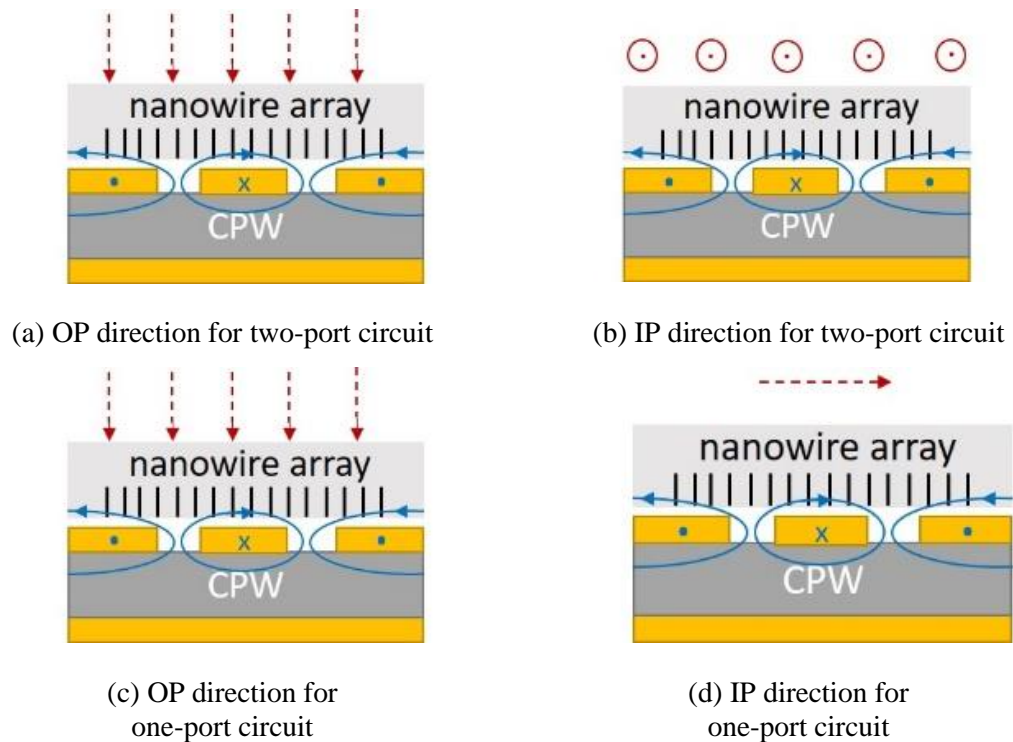 nanowire array
x
CPW
(a) OP direction for two-port circuit
nanowire array
x
CPW
(b) IP direction for two-port circuit
nanowire array
x
CPW
(c) OP direction for
one-port circuit
nanowire array
x
CPW
(d) IP direction for
one-port circuit